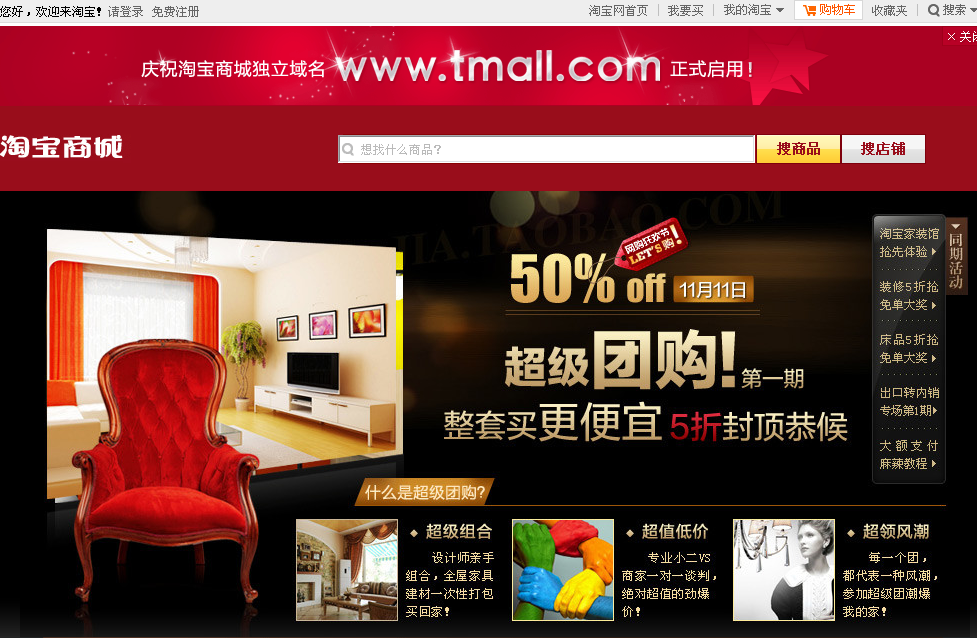 您好，欢迎来淘宝！请登录 免费注册
淘宝网首页 我要买 我的淘宝 购物车 收藏夹 搜索
× 关闭
庆祝淘宝商城独立域名 www.tmall.com 正式启用！
淘宝商城
想找什么商品？
搜商品
搜店铺
JIA.TAOBAO.COM
网购狂欢节
LET'S购！
50% off 11月11日
超级团购！第一期
整套买更便宜 5折封顶恭候
淘宝家装馆
抢先体验
装修5折抢
免单大奖
床品5折抢
免单大奖
出口转内销
专场第1期
大额支付
麻辣教程
同期活动
什么是超级团购？
超级组合
设计师亲手
组合，全屋家具
建材一次性打包
买回家！
超值低价
专业小二VS
商家一对一谈判，
绝对超值的劲爆
价！
超领风潮
每一个团，
都代表一种风潮，
参加超级团潮爆
我的家！